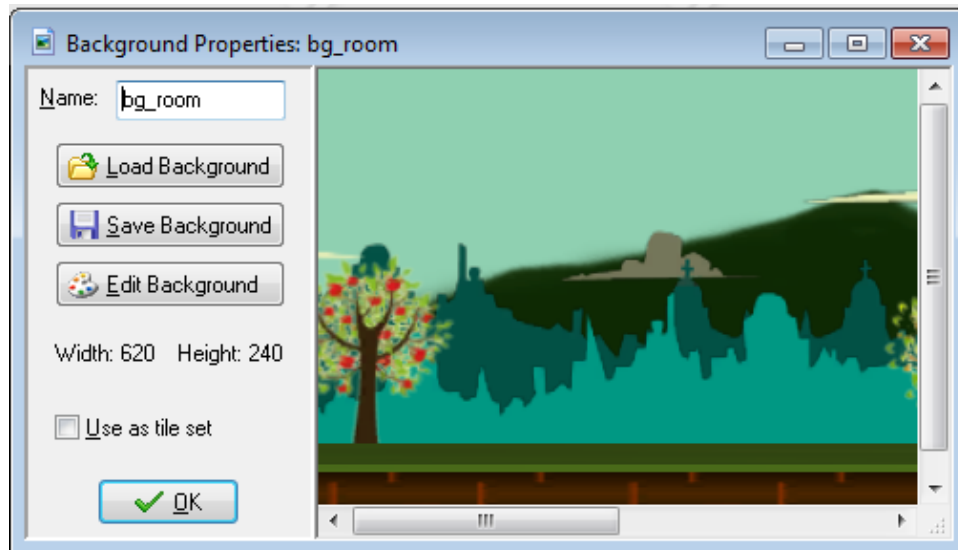 Background Properties: bg_room
Name: bg_room
Load Background
Save Background
Edit Background
Width: 620 Height: 240
Use as tile set
OK